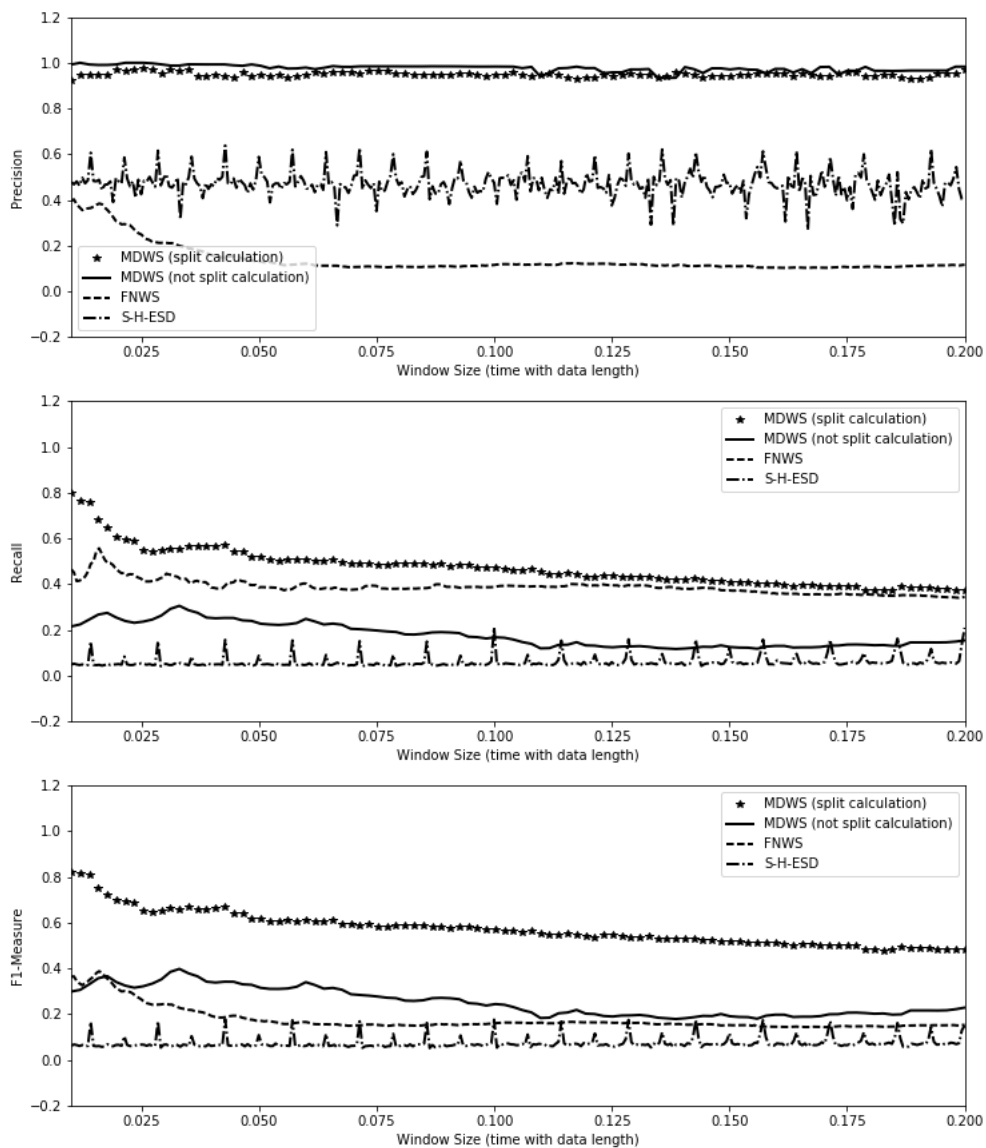 1.2
1.0
0.8
0.6
0.4
0.2
0.0
−0.2
Precision
MDWS (split calculation)
MDWS (not split calculation)
FNWS
S-H-ESD
0.025 0.050 0.075 0.100 0.125 0.150 0.175 0.200
Window Size (time with data length)
1.2
1.0
0.8
0.6
0.4
0.2
0.0
−0.2
Recall
MDWS (split calculation)
MDWS (not split calculation)
FNWS
S-H-ESD
0.025 0.050 0.075 0.100 0.125 0.150 0.175 0.200
Window Size (time with data length)
1.2
1.0
0.8
0.6
0.4
0.2
0.0
−0.2
F1-Measure
MDWS (split calculation)
MDWS (not split calculation)
FNWS
S-H-ESD
0.025 0.050 0.075 0.100 0.125 0.150 0.175 0.200
Window Size (time with data length)